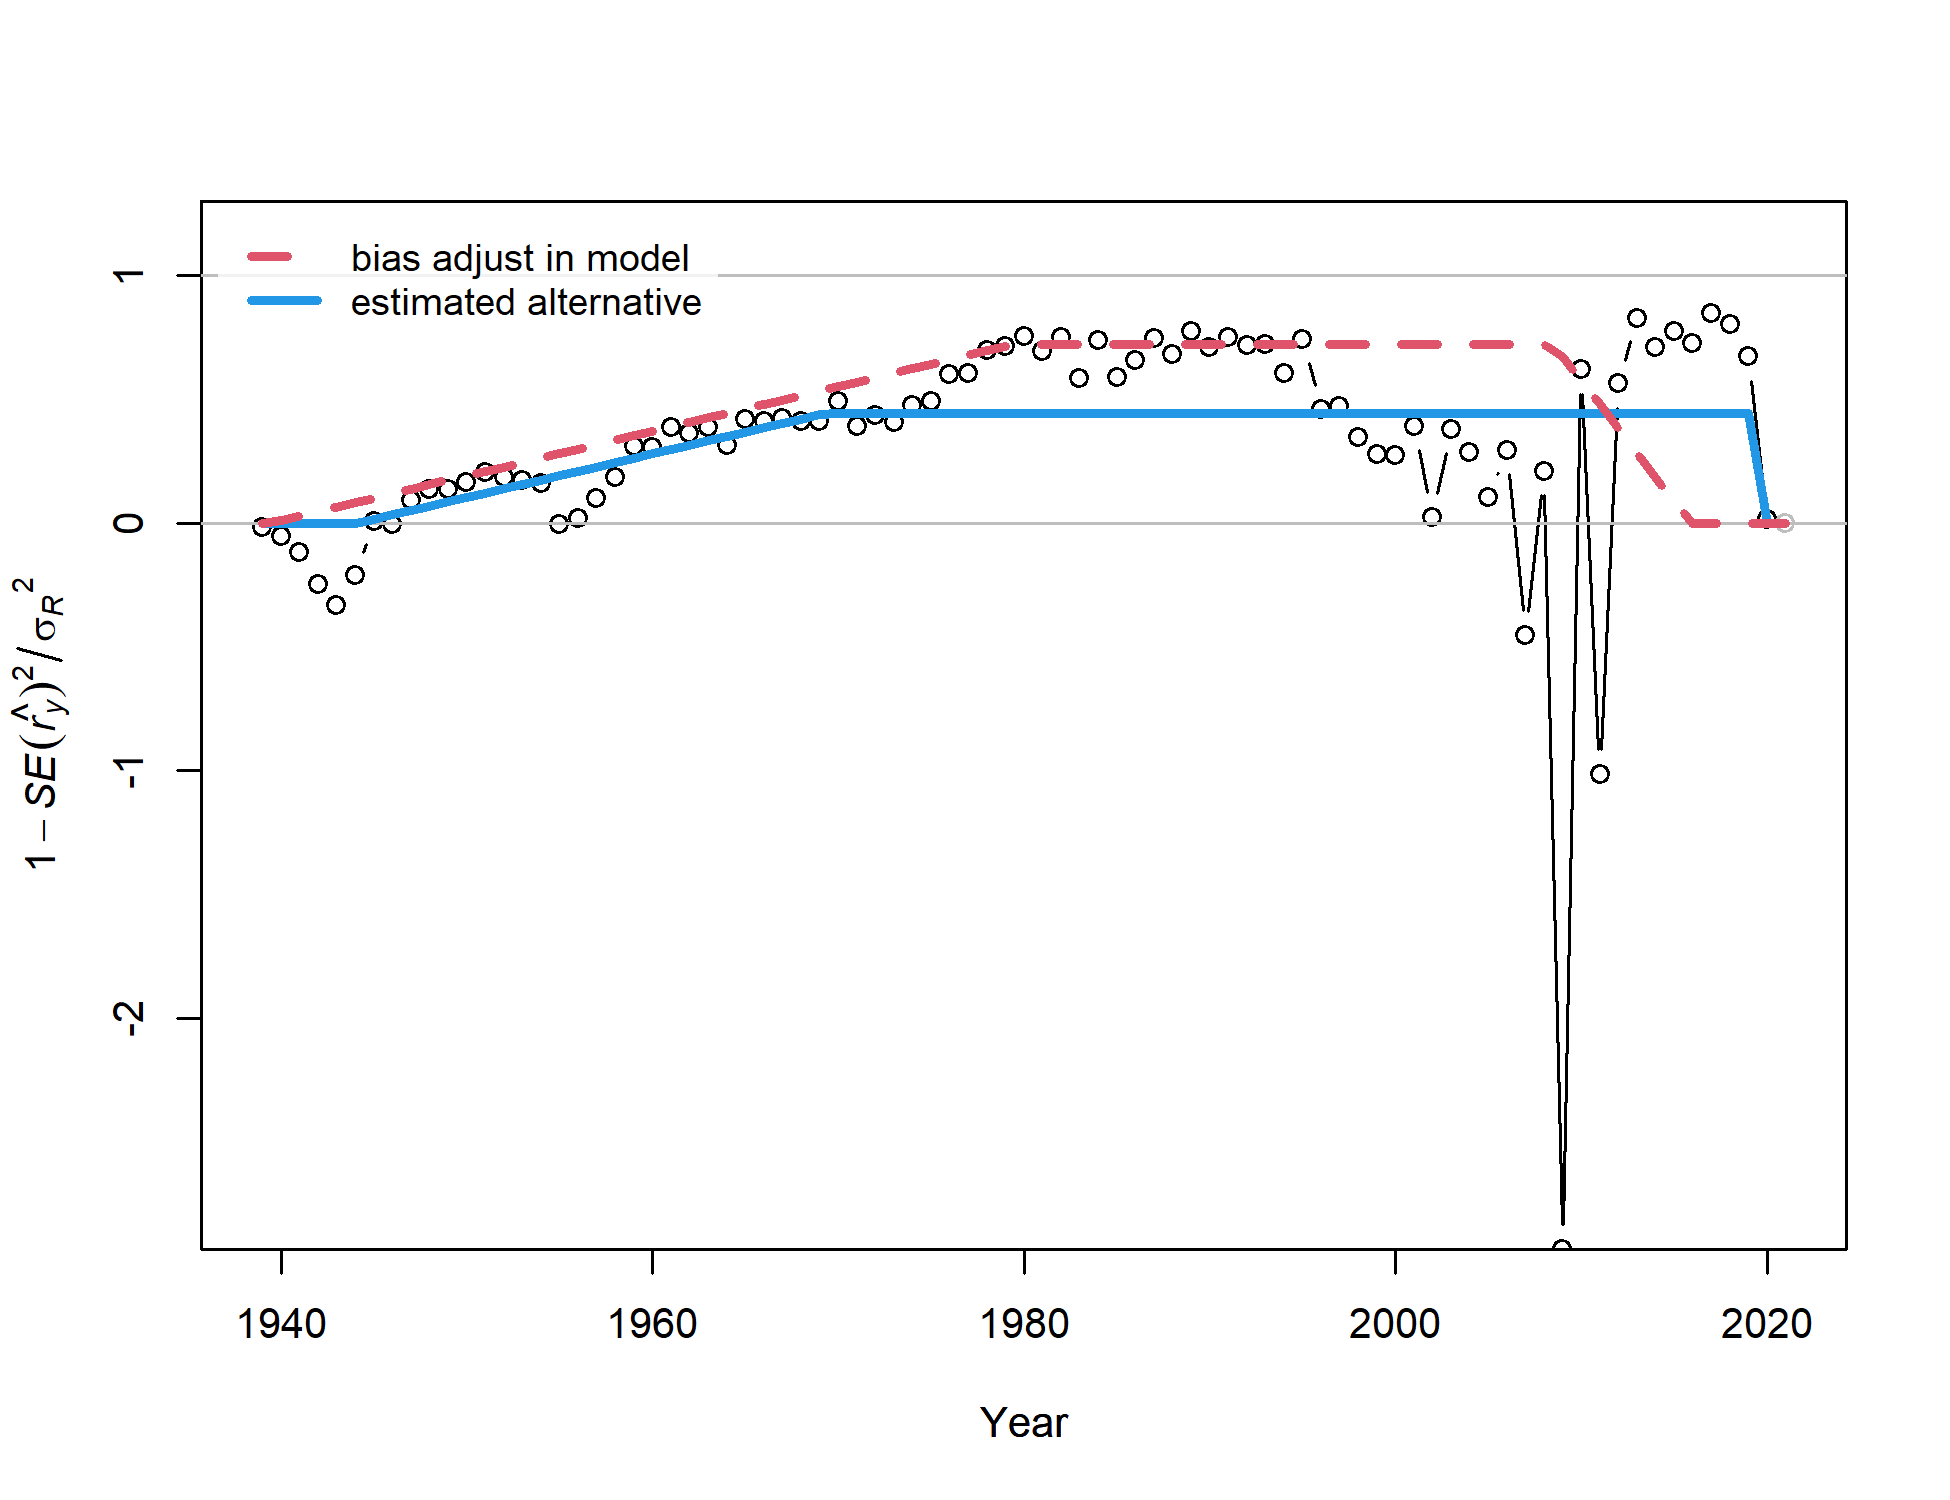 bias adjust in model
estimated alternative
1
0
-1
-2
1 − SE(r̂y)² / σR²
1940 1960 1980 2000 2020
Year